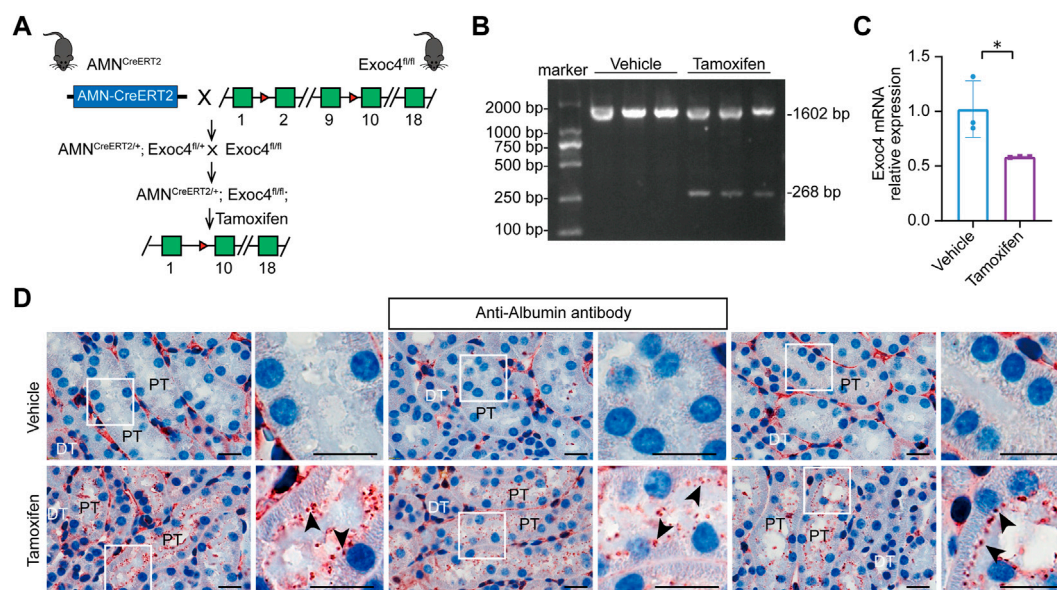 A
AMN^CreERT2
Exoc4^fl/fl
AMN-CreERT2
X
1 2 9 10 18
AMN^CreERT2/+; Exoc4^fl/+ X Exoc4^fl/fl
AMN^CreERT2/+; Exoc4^fl/fl;
Tamoxifen
1 10 18
B
marker Vehicle Tamoxifen
2000 bp-
1000 bp-
750 bp-
500 bp-
250 bp-
100 bp-
-1602 bp
-268 bp
C
Exoc4 mRNA
relative expression
1.5
1.0
0.5
0.0
*
Vehicle
Tamoxifen
D
Anti-Albumin antibody
Vehicle
PT
PT
DT
DT
PT
PT
DT
Tamoxifen
DT
PT
PT
DT
PT
PT
PT
PT
DT